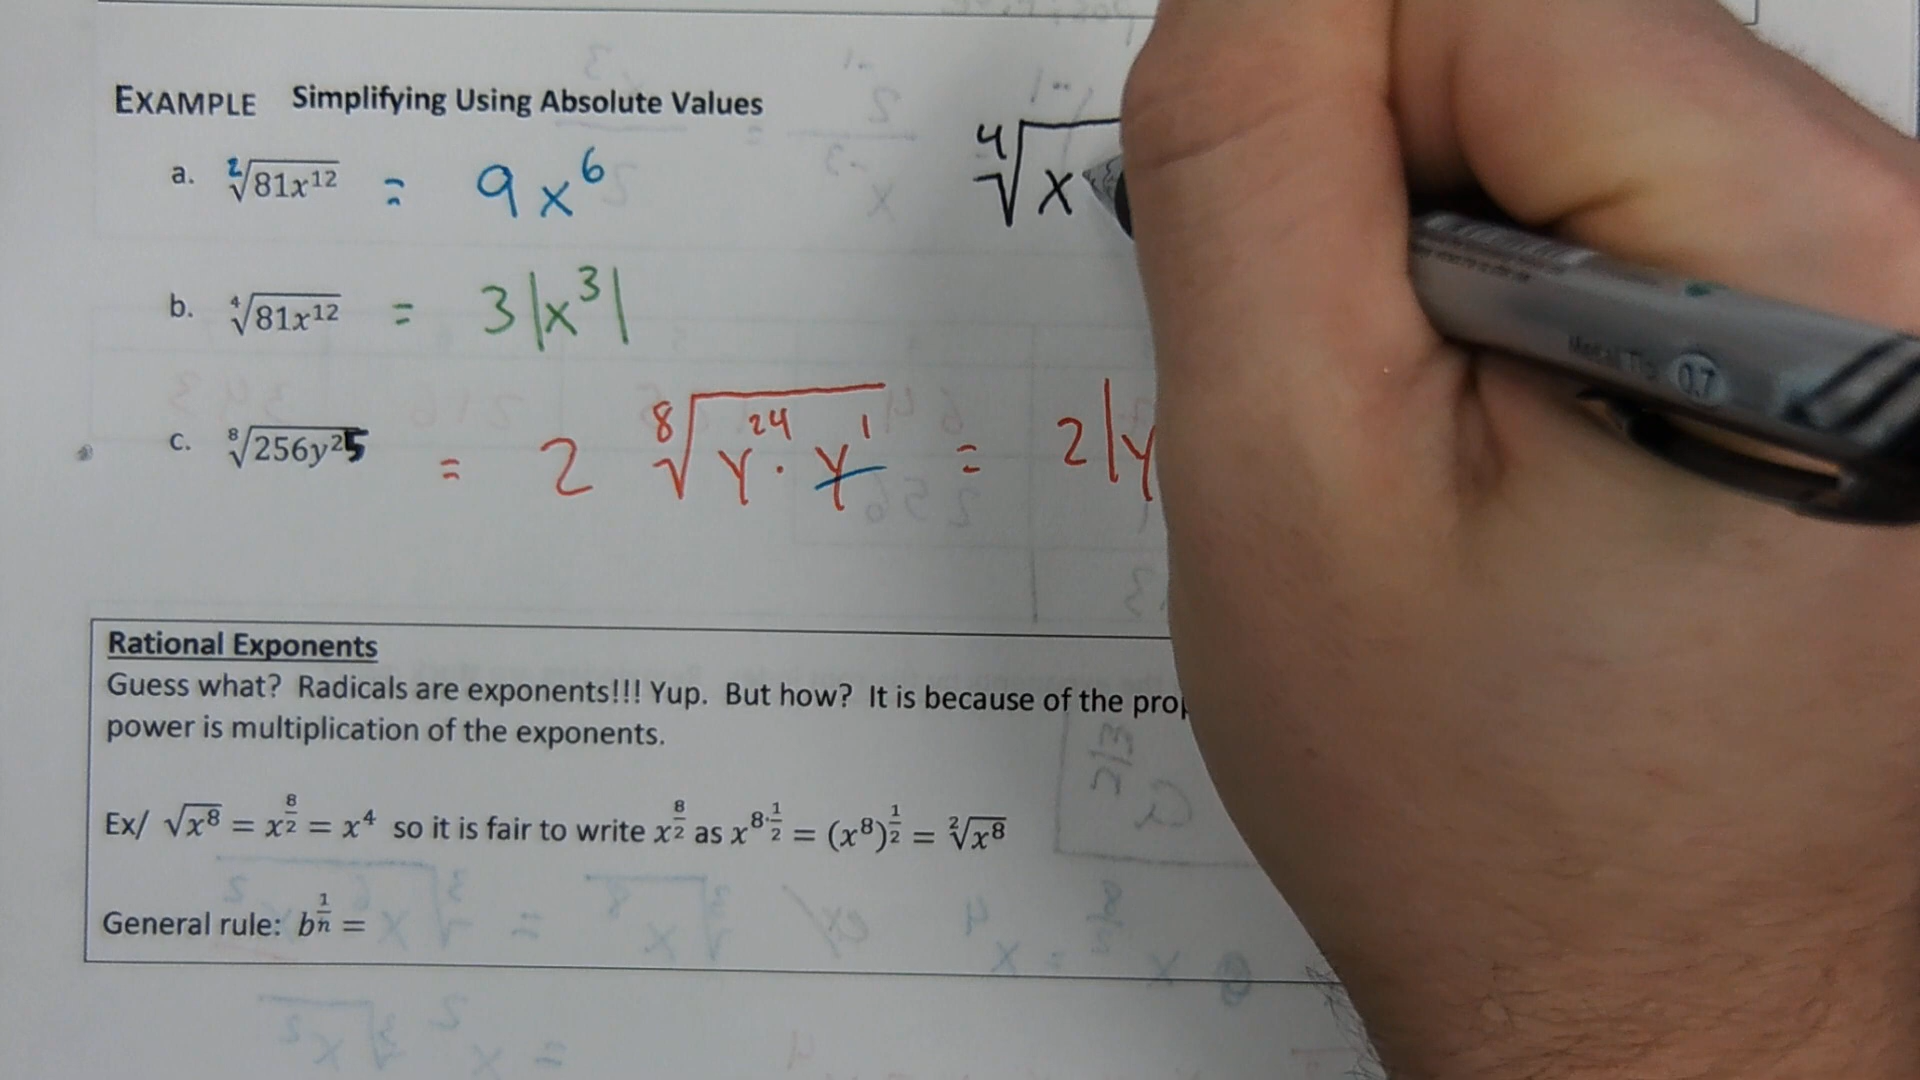 EXAMPLE Simplifying Using Absolute Values
a. ²√81x¹² = 9x⁶
⁴√x
b. ⁴√81x¹² = 3|x³|
c. ⁸√256y²⁵ = 2 ⁸√y²⁴ · y¹ = 2|y
Rational Exponents
Guess what? Radicals are exponents!!! Yup. But how? It is because of the
power is multiplication of the exponents.
Ex/ √x⁸ = x^(8/2) = x⁴ so it is fair to write x^(8/2) as x^(8·1/2) = (x⁸)^(1/2) = ²√x⁸
General rule: b^(1/n) =
0.7